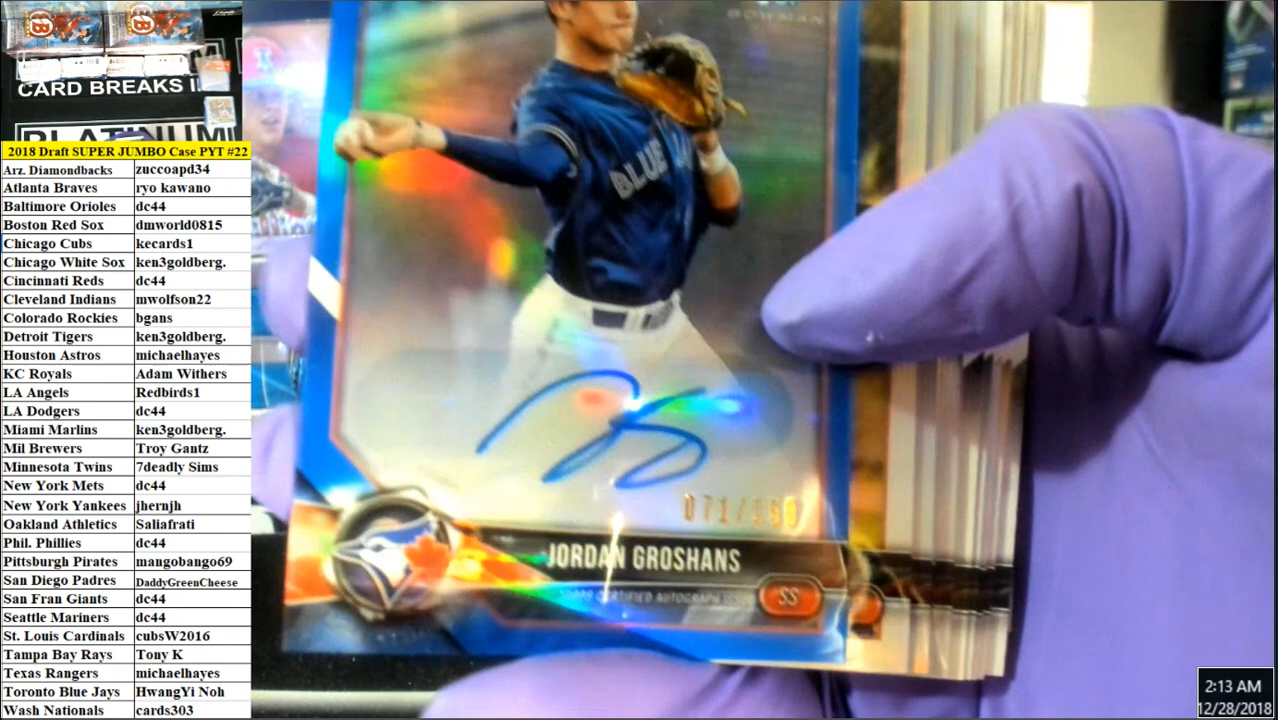 CARD BREAKS
PLATINUM
2018 Draft SUPER JUMBO Case PYT #22
Arz. Diamondbacks zuccoapd34
Atlanta Braves ryo kawano
Baltimore Orioles dc44
Boston Red Sox dmworld0815
Chicago Cubs kecards1
Chicago White Sox ken3goldberg.
Cincinnati Reds dc44
Cleveland Indians mwolfson22
Colorado Rockies bgans
Detroit Tigers ken3goldberg.
Houston Astros michaelhayes
KC Royals Adam Withers
LA Angels Redbirds1
LA Dodgers dc44
Miami Marlins ken3goldberg.
Mil Brewers Troy Gantz
Minnesota Twins 7deadly Sims
New York Mets dc44
New York Yankees jhernjh
Oakland Athletics Saliafrati
Phil. Phillies dc44
Pittsburgh Pirates mangobango69
San Diego Padres DaddyGreenCheese
San Fran Giants dc44
Seattle Mariners dc44
St. Louis Cardinals cubsW2016
Tampa Bay Rays Tony K
Texas Rangers michaelhayes
Toronto Blue Jays HwangYi Noh
Wash Nationals cards303
BOWMAN
BLUE
JORDAN GROSHANS
CERTIFIED AUTOGRAPH
SS
2:13 AM
12/28/2018